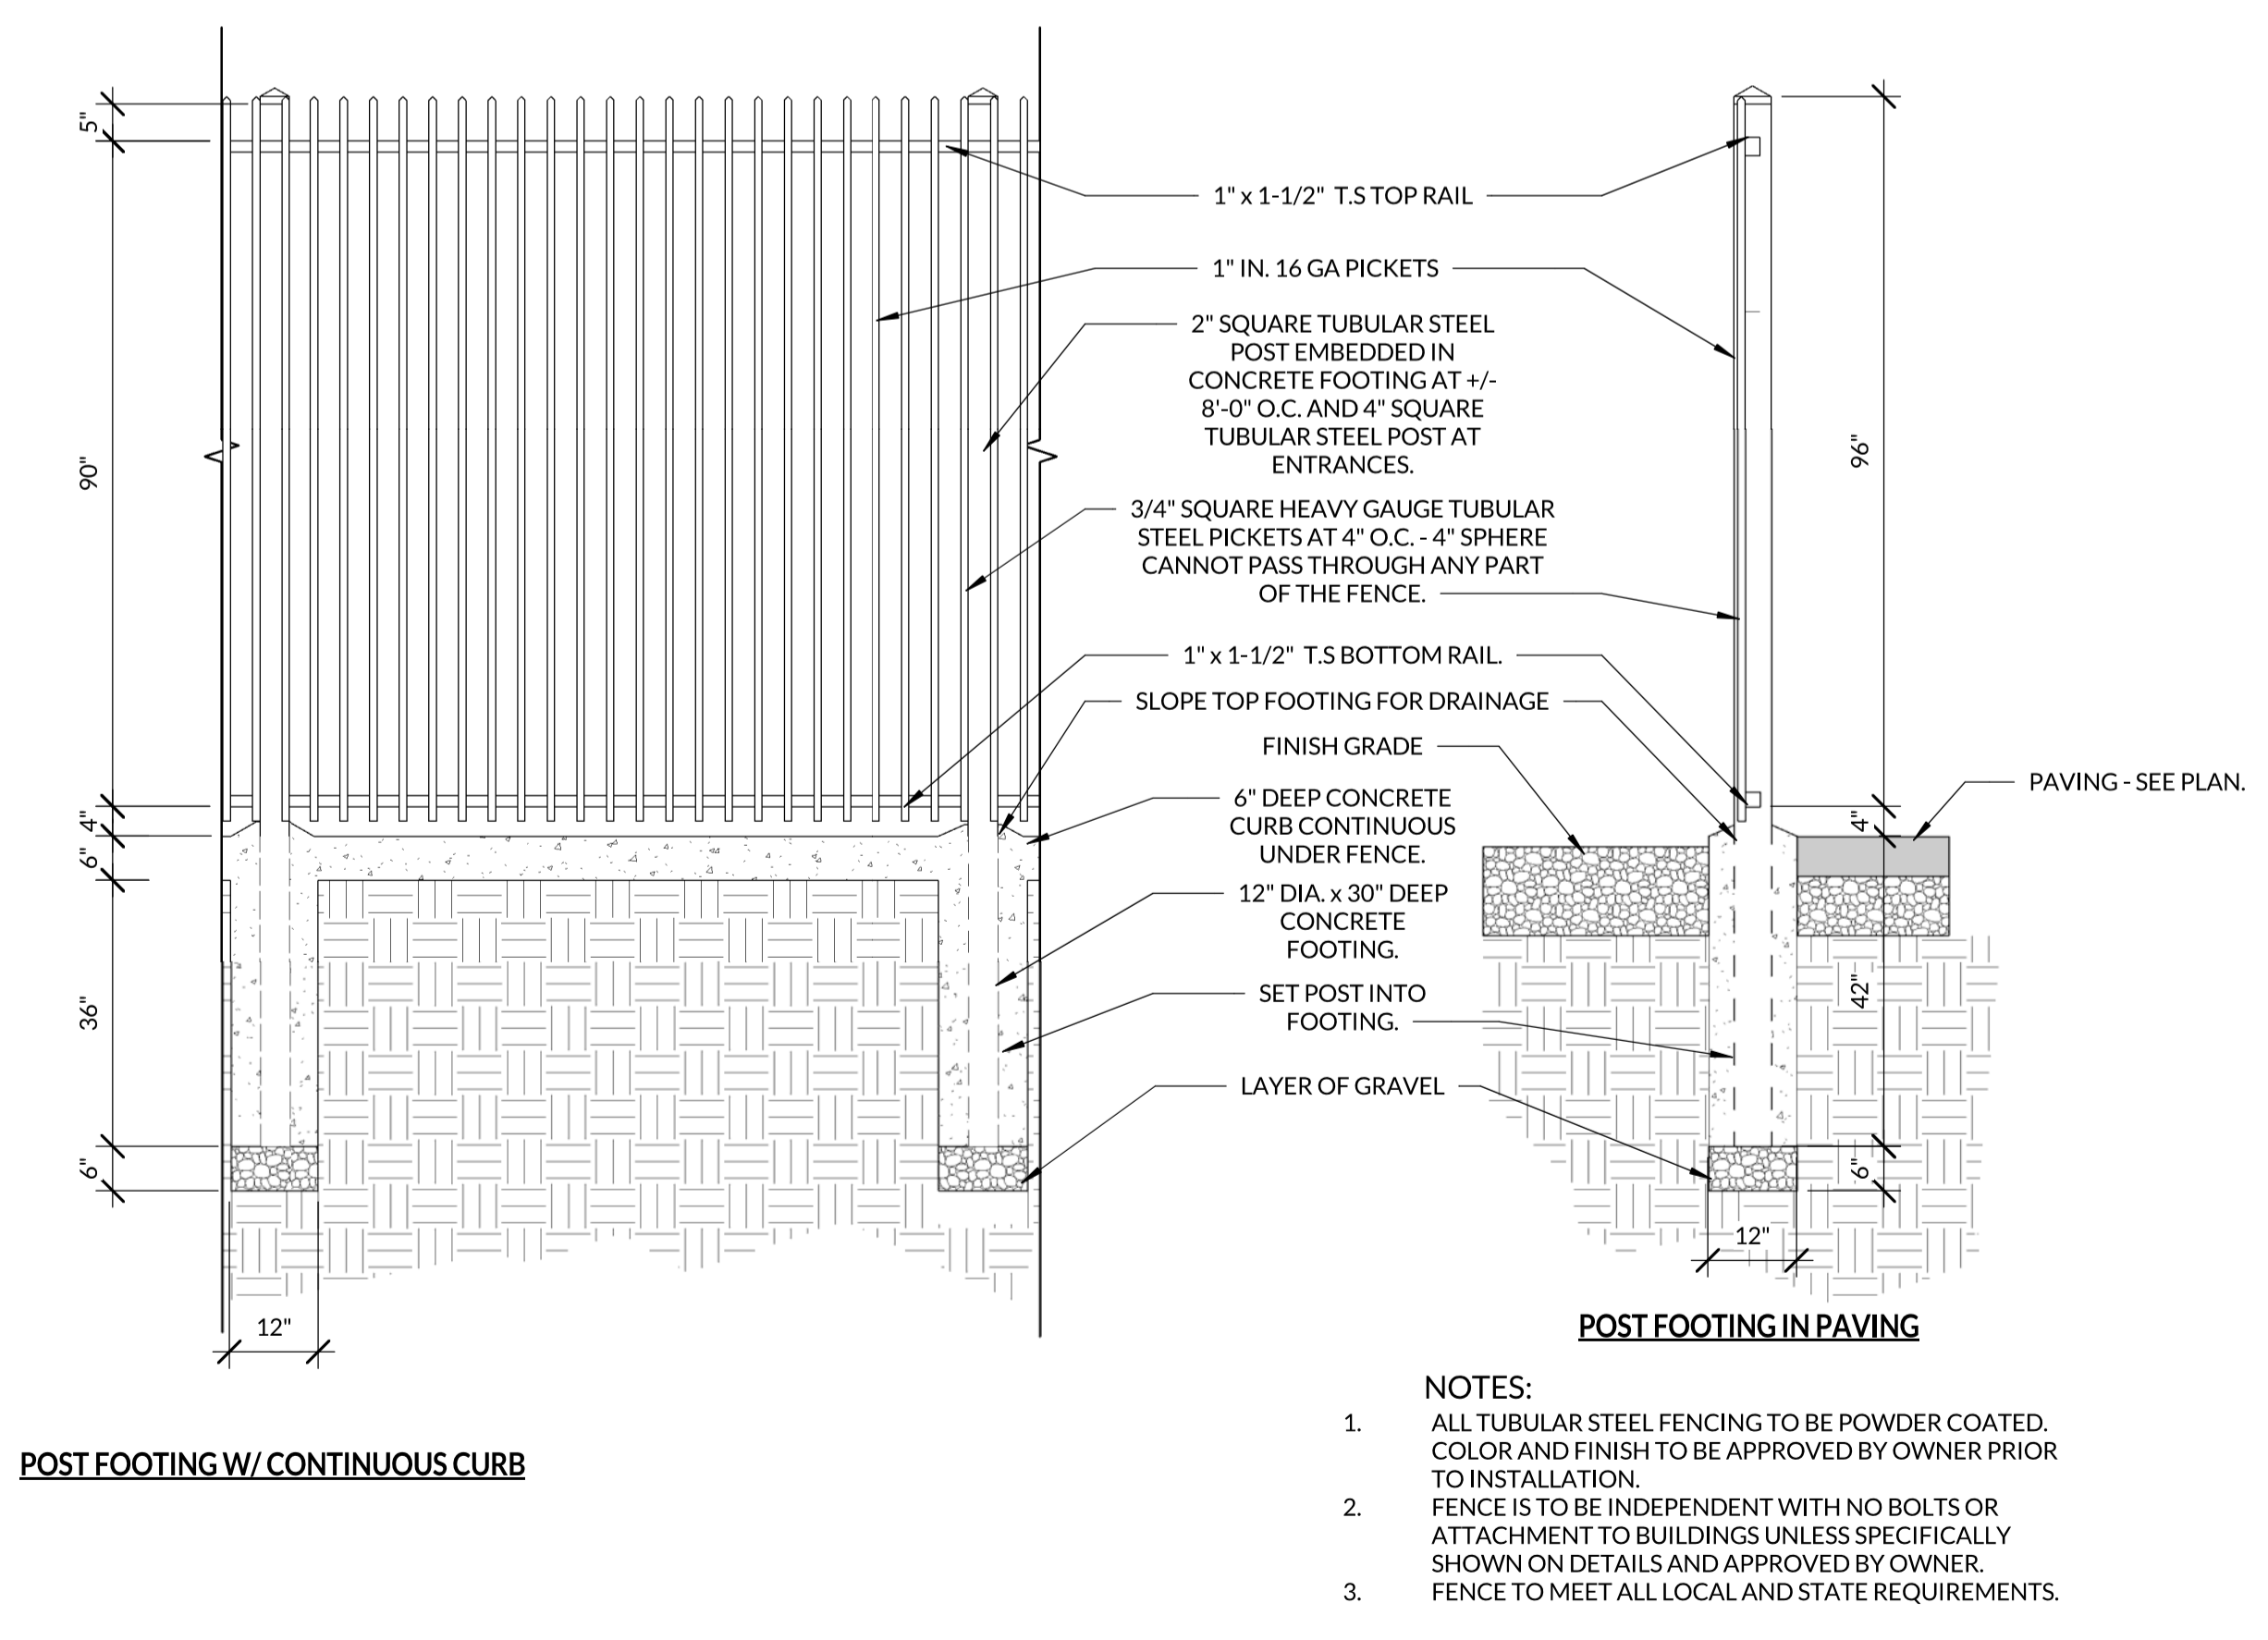 5"
90"
4"
6"
36"
6"
12"
POST FOOTING W/ CONTINUOUS CURB
1" x 1-1/2" T.S TOP RAIL
1" IN. 16 GA PICKETS
2" SQUARE TUBULAR STEEL
POST EMBEDDED IN
CONCRETE FOOTING AT +/-
8'-0" O.C. AND 4" SQUARE
TUBULAR STEEL POST AT
ENTRANCES.
3/4" SQUARE HEAVY GAUGE TUBULAR
STEEL PICKETS AT 4" O.C. - 4" SPHERE
CANNOT PASS THROUGH ANY PART
OF THE FENCE.
1" x 1-1/2" T.S BOTTOM RAIL.
SLOPE TOP FOOTING FOR DRAINAGE
FINISH GRADE
6" DEEP CONCRETE
CURB CONTINUOUS
UNDER FENCE.
12" DIA. x 30" DEEP
CONCRETE
FOOTING.
SET POST INTO
FOOTING.
LAYER OF GRAVEL
96"
PAVING - SEE PLAN.
4"
42"
6"
12"
POST FOOTING IN PAVING
NOTES:
1. ALL TUBULAR STEEL FENCING TO BE POWDER COATED.
COLOR AND FINISH TO BE APPROVED BY OWNER PRIOR
TO INSTALLATION.
2. FENCE IS TO BE INDEPENDENT WITH NO BOLTS OR
ATTACHMENT TO BUILDINGS UNLESS SPECIFICALLY
SHOWN ON DETAILS AND APPROVED BY OWNER.
3. FENCE TO MEET ALL LOCAL AND STATE REQUIREMENTS.